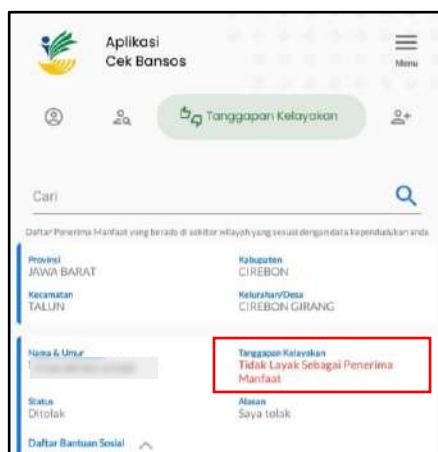 Aplikasi
Cek Bansos
Menu
Tanggapan Kelayakan
Cari
Daftar Penerima Manfaat yang berada di sekitar wilayah yang sesuai dengan data kependudukan anda
Provinsi
JAWA BARAT
Kabupaten
CIREBON
Kecamatan
TALUN
Kelurahan/Desa
CIREBON GIRANG
Nama & Umur
Tanggapan Kelayakan
Tidak Layak Sebagai Penerima
Manfaat
Status
Ditolak
Alasan
Saya tolak
Daftar Bantuan Sosial